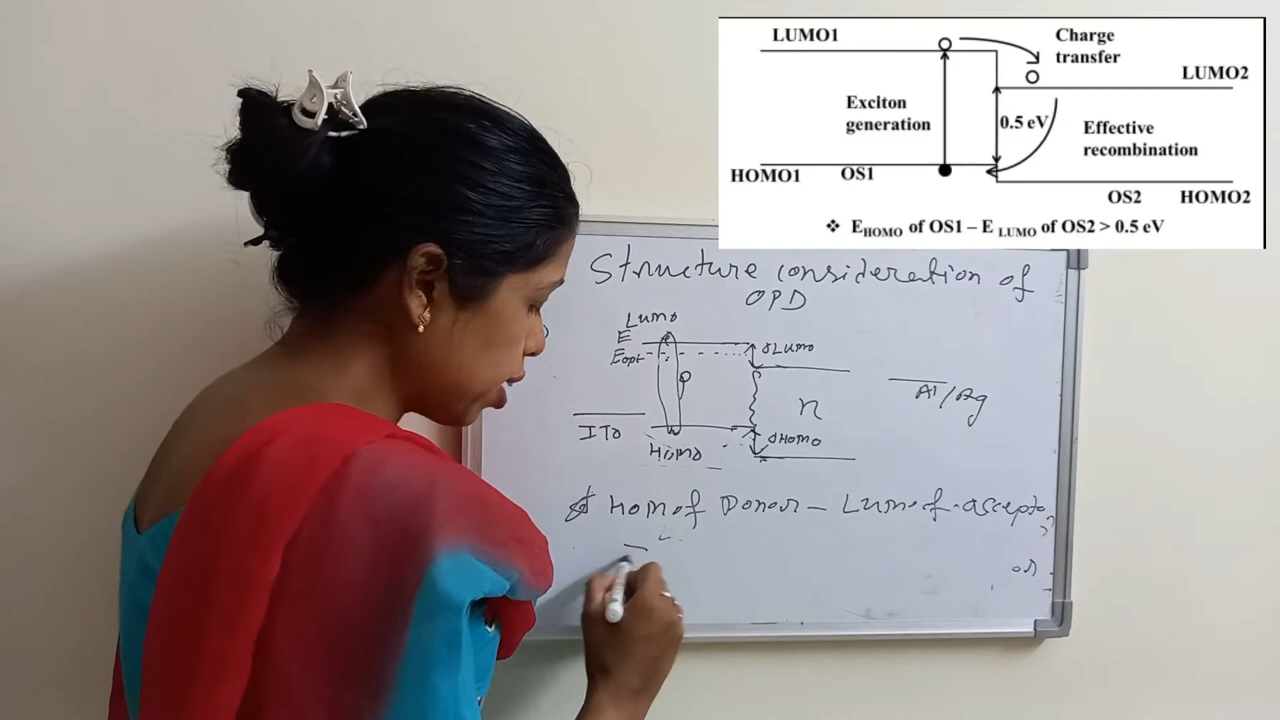 LUMO1
Charge
transfer
LUMO2
Exciton
generation
0.5 eV
Effective
recombination
HOMO1
OS1
OS2
HOMO2
❖ E_HOMO of OS1 – E_LUMO of OS2 > 0.5 eV
Structure consideration of
OPD
Lumo
E
Eopt
δLumo
P
n
Al/Ag
ITO
Homo
δHomo
Homo of Donor – Lumo of acceptor